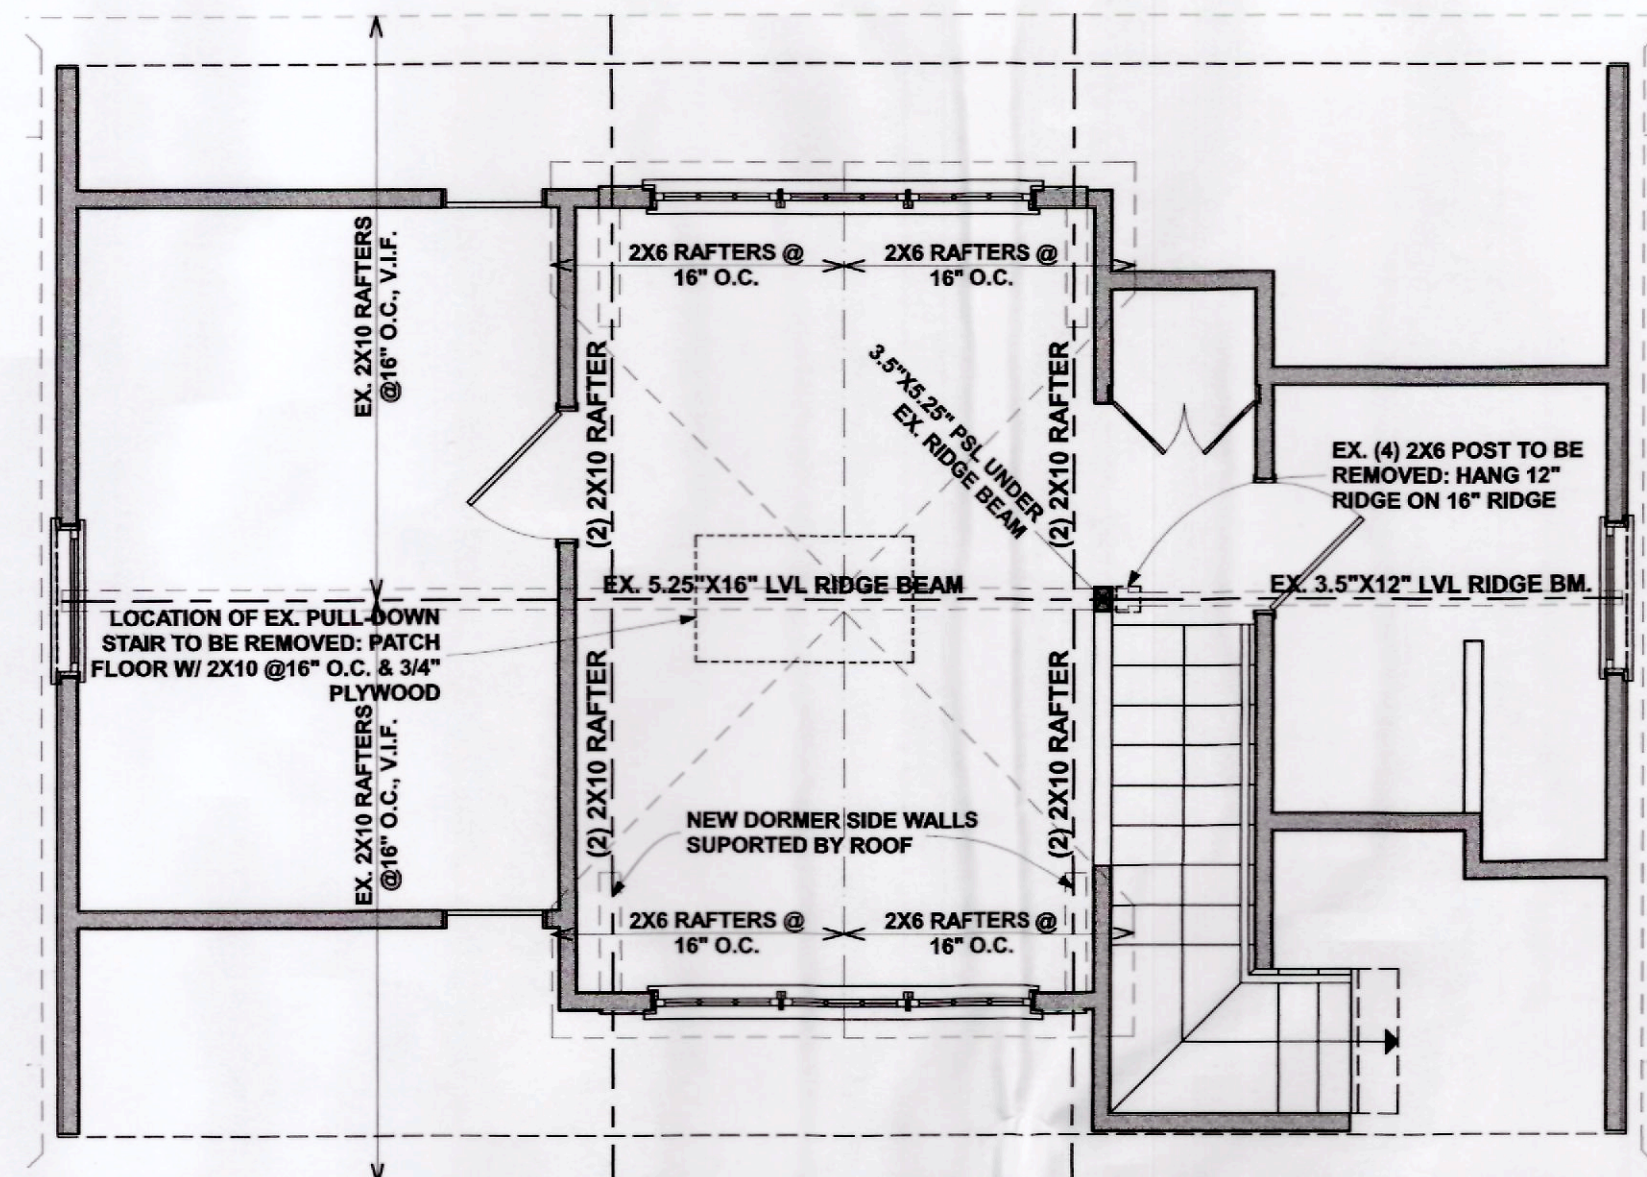 2X6 RAFTERS @
16" O.C.
2X6 RAFTERS @
16" O.C.
EX. 2X10 RAFTERS
@16" O.C., V.I.F.
(2) 2X10 RAFTER
3.5"X5.25" PSL UNDER
EX. RIDGE BEAM
(2) 2X10 RAFTER
EX. (4) 2X6 POST TO BE
REMOVED: HANG 12"
RIDGE ON 16" RIDGE
EX. 5.25"X16" LVL RIDGE BEAM
EX. 3.5"X12" LVL RIDGE BM.
LOCATION OF EX. PULL-DOWN
STAIR TO BE REMOVED: PATCH
FLOOR W/ 2X10 @16" O.C. & 3/4"
PLYWOOD
EX. 2X10 RAFTERS
@16" O.C., V.I.F.
(2) 2X10 RAFTER
(2) 2X10 RAFTER
NEW DORMER SIDE WALLS
SUPORTED BY ROOF
2X6 RAFTERS @
16" O.C.
2X6 RAFTERS @
16" O.C.